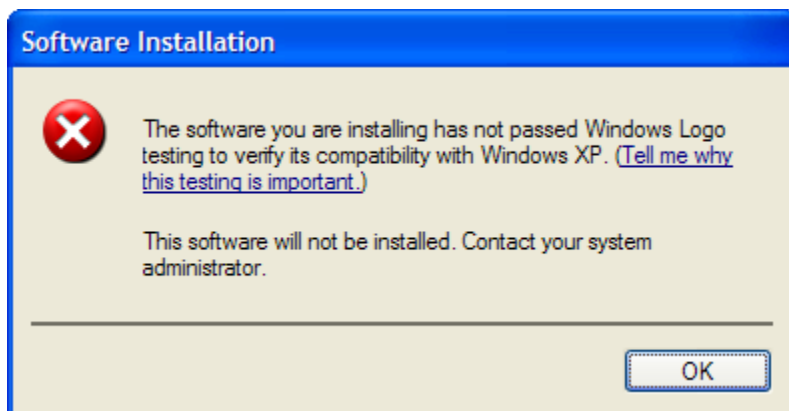 Software Installation
The software you are installing has not passed Windows Logo
testing to verify its compatibility with Windows XP. (Tell me why
this testing is important.)
This software will not be installed. Contact your system
administrator.
OK